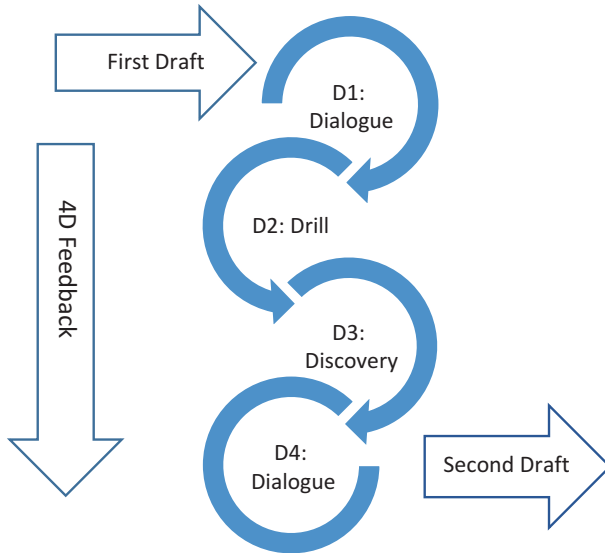 First Draft
D1:
Dialogue
4D Feedback
D2: Drill
D3:
Discovery
D4:
Dialogue
Second Draft